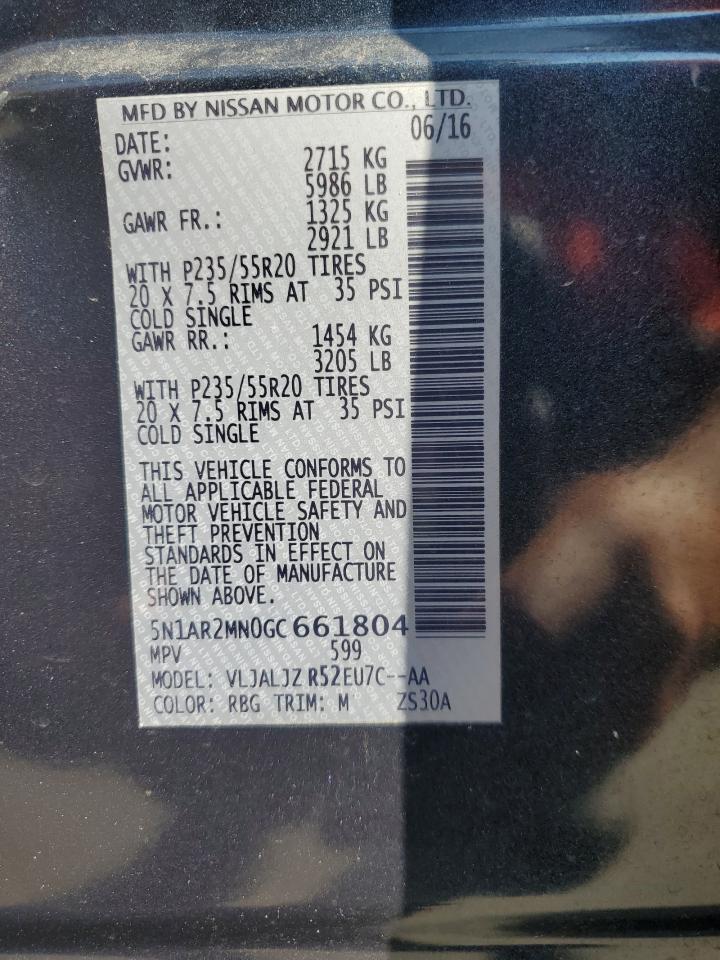 MFD BY NISSAN MOTOR CO., LTD.
DATE: 06/16
GVWR: 2715 KG
5986 LB
GAWR FR.: 1325 KG
2921 LB
WITH P235/55R20 TIRES
20 X 7.5 RIMS AT 35 PSI
COLD SINGLE
GAWR RR.: 1454 KG
3205 LB
WITH P235/55R20 TIRES
20 X 7.5 RIMS AT 35 PSI
COLD SINGLE
THIS VEHICLE CONFORMS TO
ALL APPLICABLE FEDERAL
MOTOR VEHICLE SAFETY AND
THEFT PREVENTION
STANDARDS IN EFFECT ON
THE DATE OF MANUFACTURE
SHOWN ABOVE.
5N1AR2MN0GC661804
MPV 599
MODEL: VLJALJZ R52EU7C--AA
COLOR: RBG TRIM: M ZS30A